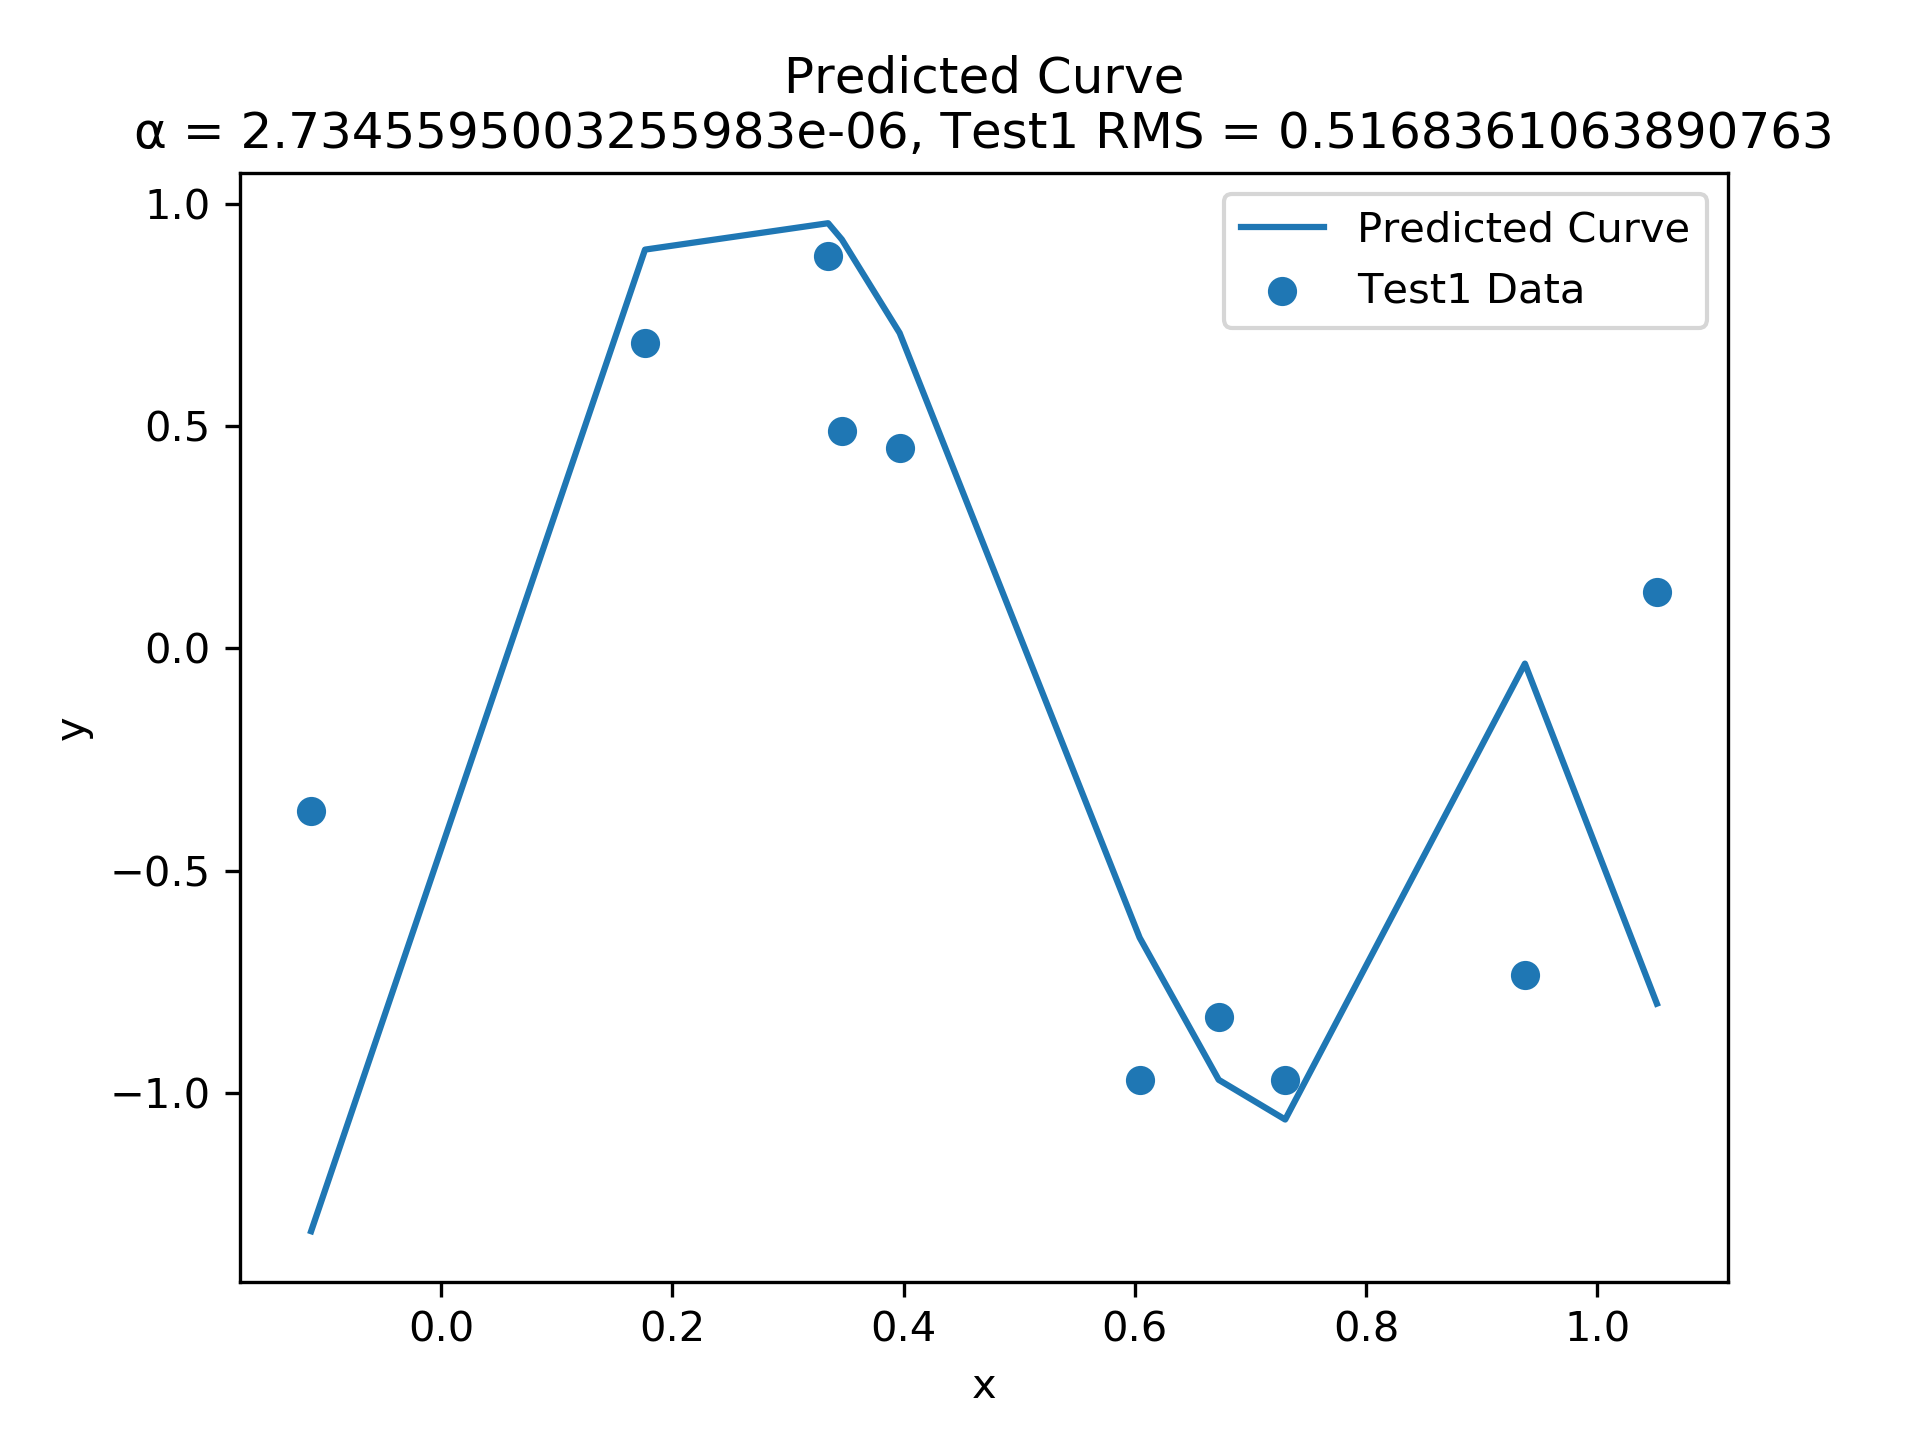 Predicted Curve
α = 2.7345595003255983e-06, Test1 RMS = 0.5168361063890763
Predicted Curve
Test1 Data
1.0
0.5
0.0
−0.5
−1.0
y
0.0 0.2 0.4 0.6 0.8 1.0
x